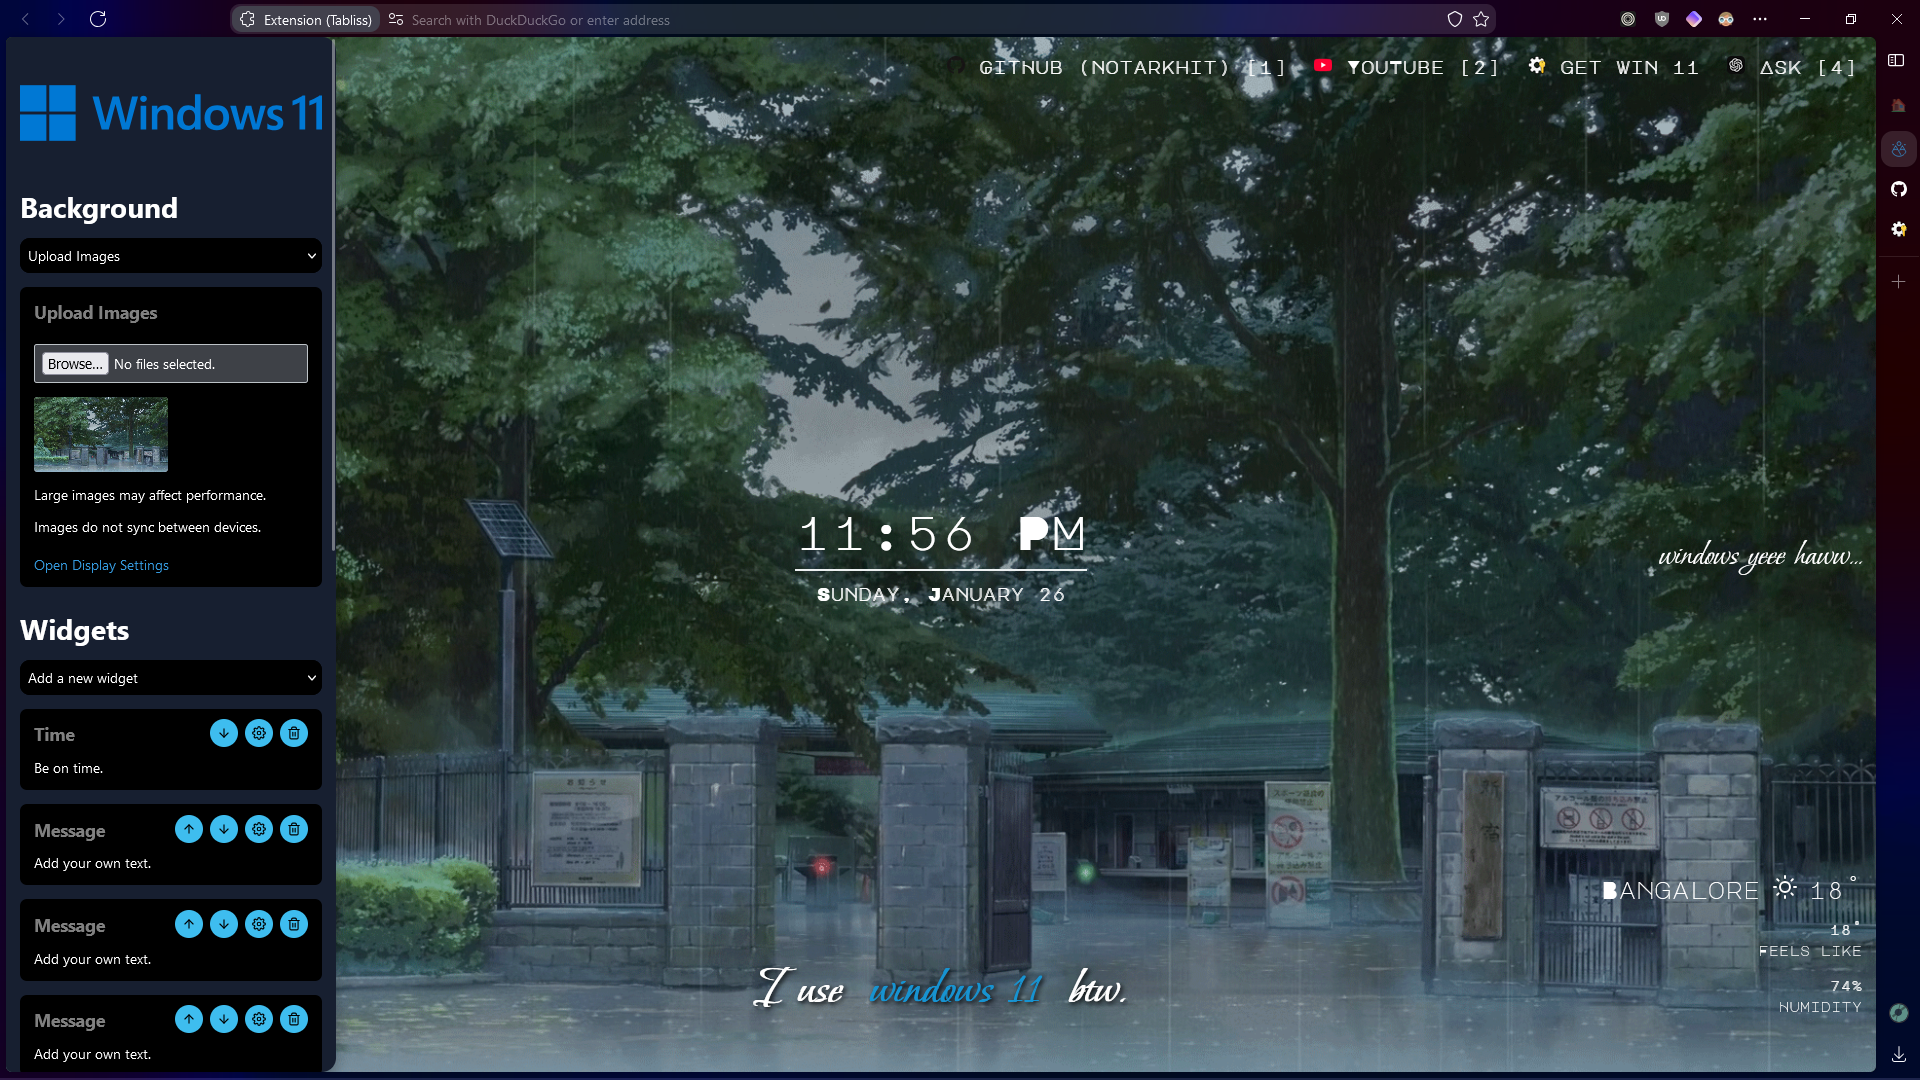 Extension (Tabliss)
Search with DuckDuckGo or enter address
GITHUB (NOTARKHIT) [1]
YOUTUBE [2]
GET WIN 11
ASK [4]
Windows 11
Background
Upload Images
Upload Images
Browse...
No files selected.
Large images may affect performance.
Images do not sync between devices.
Open Display Settings
Widgets
Add a new widget
Time
Be on time.
Message
Add your own text.
Message
Add your own text.
Message
Add your own text.
11:56 PM
SUNDAY, JANUARY 26
windows yeee haww...
お知らせ
BANGALORE 18°
18°
FEELS LIKE
74%
HUMIDITY
I use windows 11 btw.